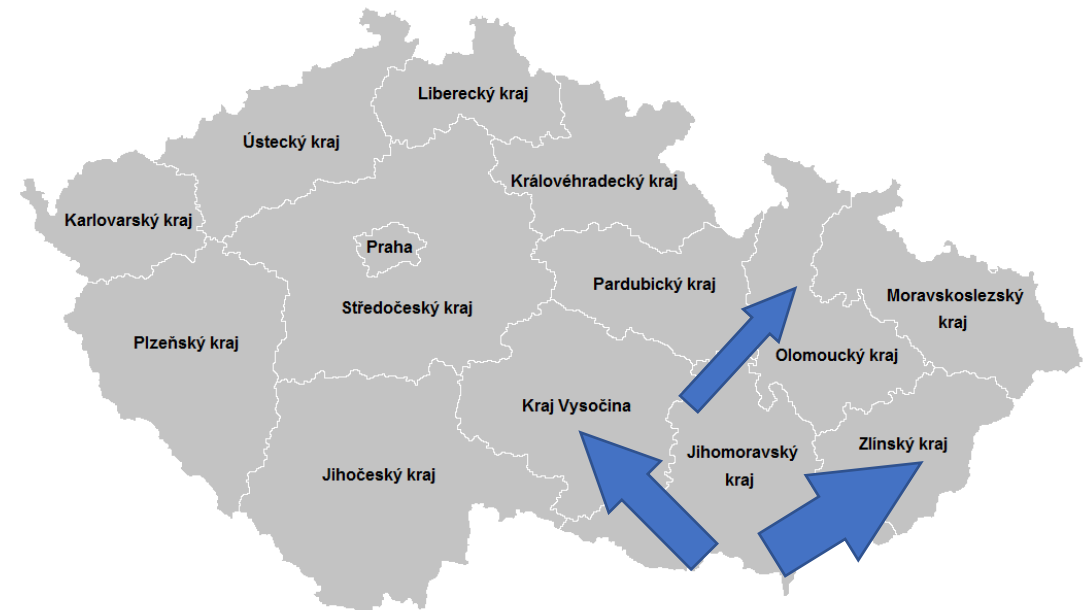 Liberecký kraj
Ústecký kraj
Královéhradecký kraj
Karlovarský kraj
Praha
Pardubický kraj
Moravskoslezský
kraj
Středočeský kraj
Plzeňský kraj
Olomoucký kraj
Kraj Vysočina
Zlínský kraj
Jihomoravský
kraj
Jihočeský kraj